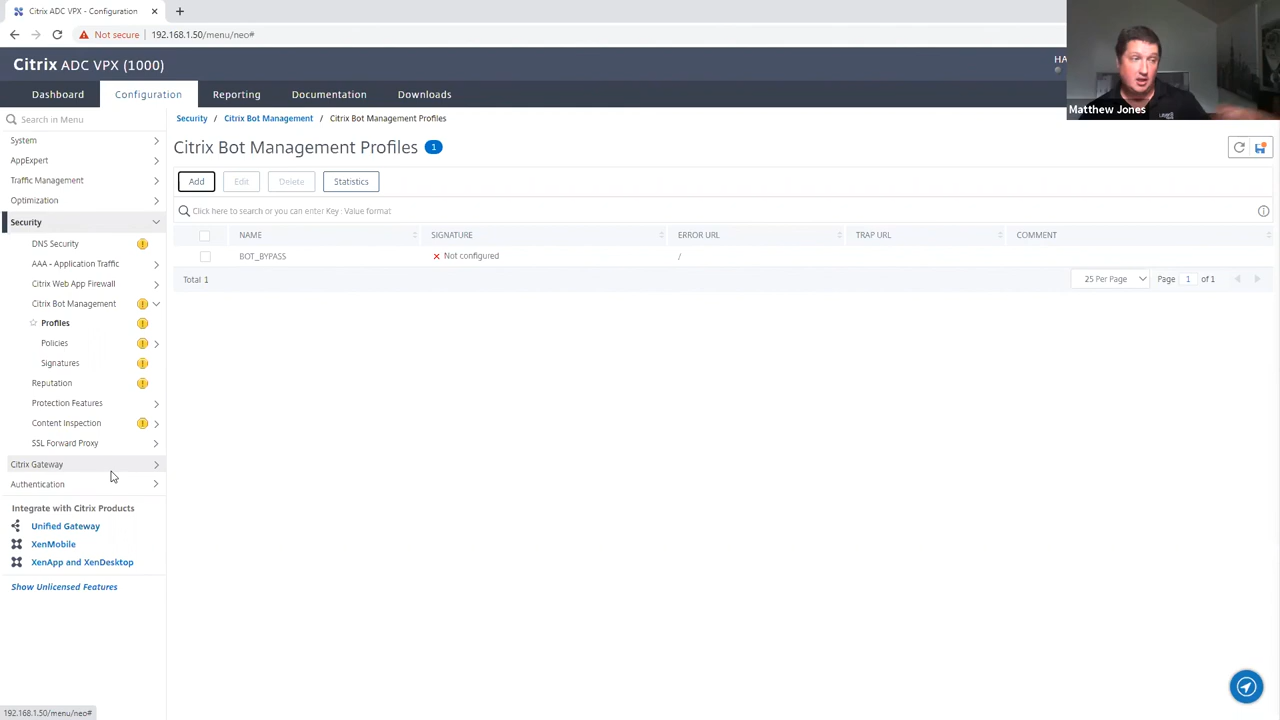 Citrix ADC VPX - Configuration
Not secure
192.168.1.50/menu/neo#
Citrix ADC VPX (1000)
HA
Matthew Jones
Dashboard
Configuration
Reporting
Documentation
Downloads
Search in Menu
System
AppExpert
Traffic Management
Optimization
Security
DNS Security
AAA - Application Traffic
Citrix Web App Firewall
Citrix Bot Management
Profiles
Policies
Signatures
Reputation
Protection Features
Content Inspection
SSL Forward Proxy
Citrix Gateway
Authentication
Integrate with Citrix Products
Unified Gateway
XenMobile
XenApp and XenDesktop
Show Unlicensed Features
192.168.1.50/menu/neo#
Security / Citrix Bot Management / Citrix Bot Management Profiles
Citrix Bot Management Profiles 1
Add Edit Delete Statistics
Click here to search or you can enter Key : Value format
NAME SIGNATURE ERROR URL TRAP URL COMMENT
BOT_BYPASS Not configured /
Total 1
25 Per Page Page 1 of 1